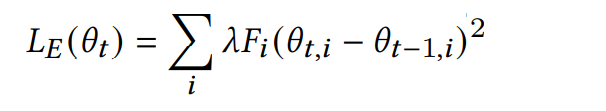 L_E(θ_t) = ∑_i λF_i(θ_{t,i} − θ_{t−1,i})^2